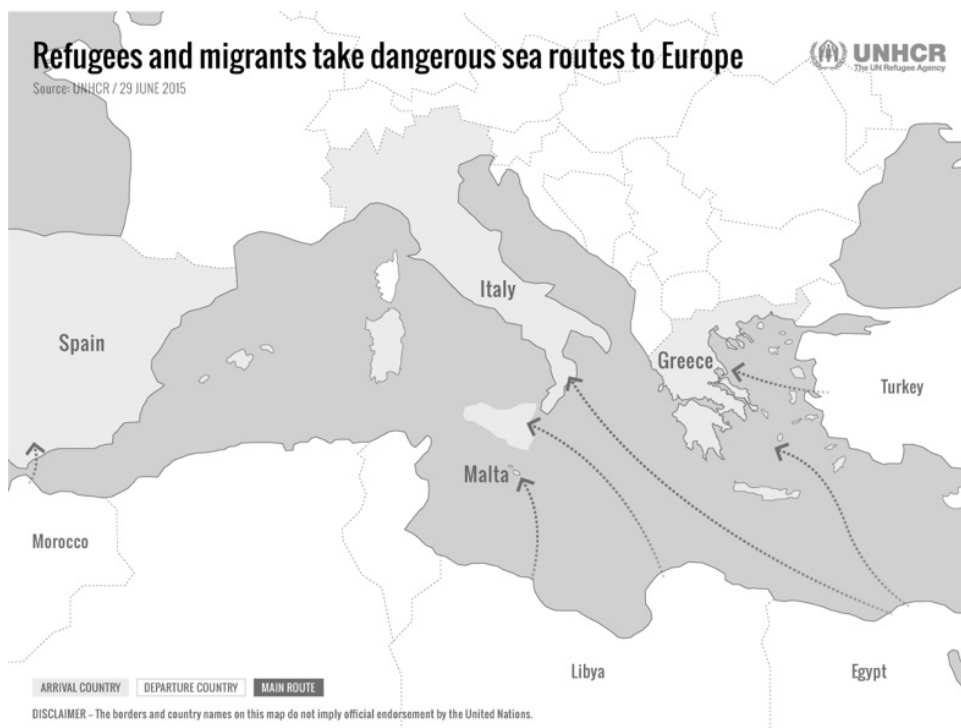 Refugees and migrants take dangerous sea routes to Europe
UNHCR
The UN Refugee Agency
Source: UNHCR / 29 JUNE 2015
Italy
Spain
Greece
Turkey
Malta
Morocco
Libya
Egypt
ARRIVAL COUNTRY
DEPARTURE COUNTRY
MAIN ROUTE
DISCLAIMER – The borders and country names on this map do not imply official endorsement by the United Nations.